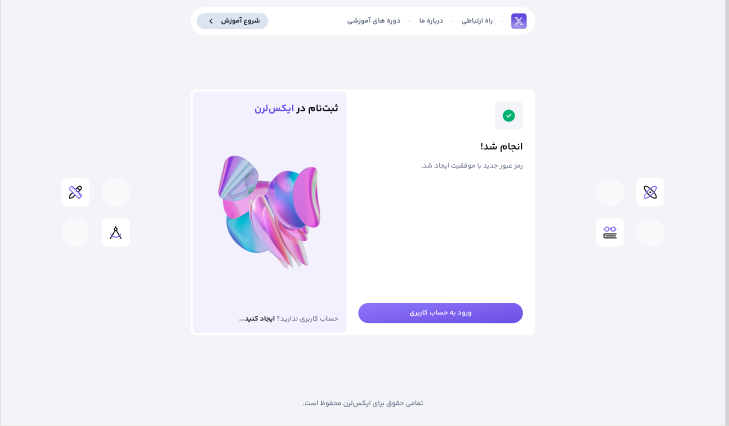 راه ارتباطی
درباره ما
دوره های آموزشی
شروع آموزش
انجام شد!
رمز عبور جدید با موفقیت ایجاد شد.
ورود به حساب کاربری
ثبت‌نام در ایکس‌لرن
حساب کاربری ندارید؟ ایجاد کنید...
تمامی حقوق برای ایکس‌لرن محفوظ است.